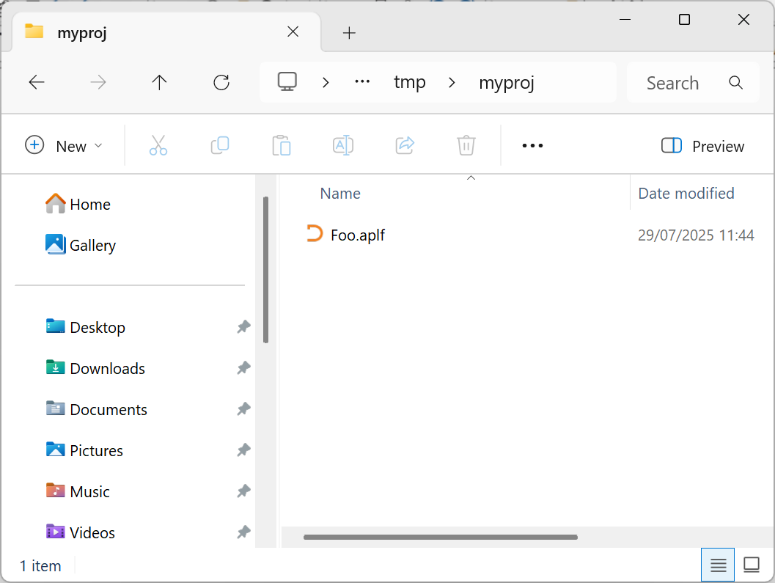 myproj
tmp myproj Search
New Preview
Name Date modified
Home
Foo.aplf 29/07/2025 11:44
Gallery
Desktop
Downloads
Documents
Pictures
Music
Videos
1 item